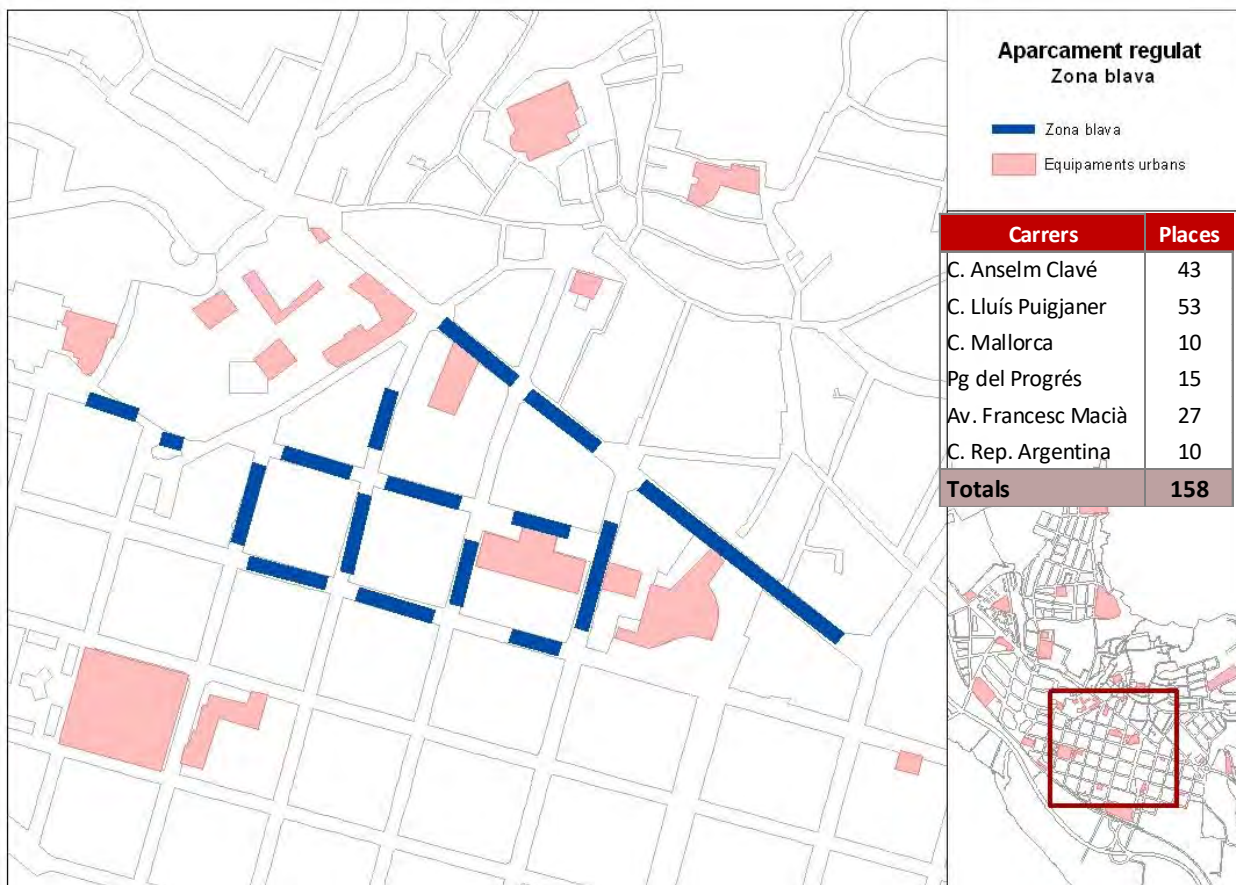 Aparcament regulat
Zona blava
Zona blava
Equipaments urbans
Carrers Places
C. Anselm Clavé 43
C. Lluís Puigjaner 53
C. Mallorca 10
Pg del Progrés 15
Av. Francesc Macià 27
C. Rep. Argentina 10
Totals 158